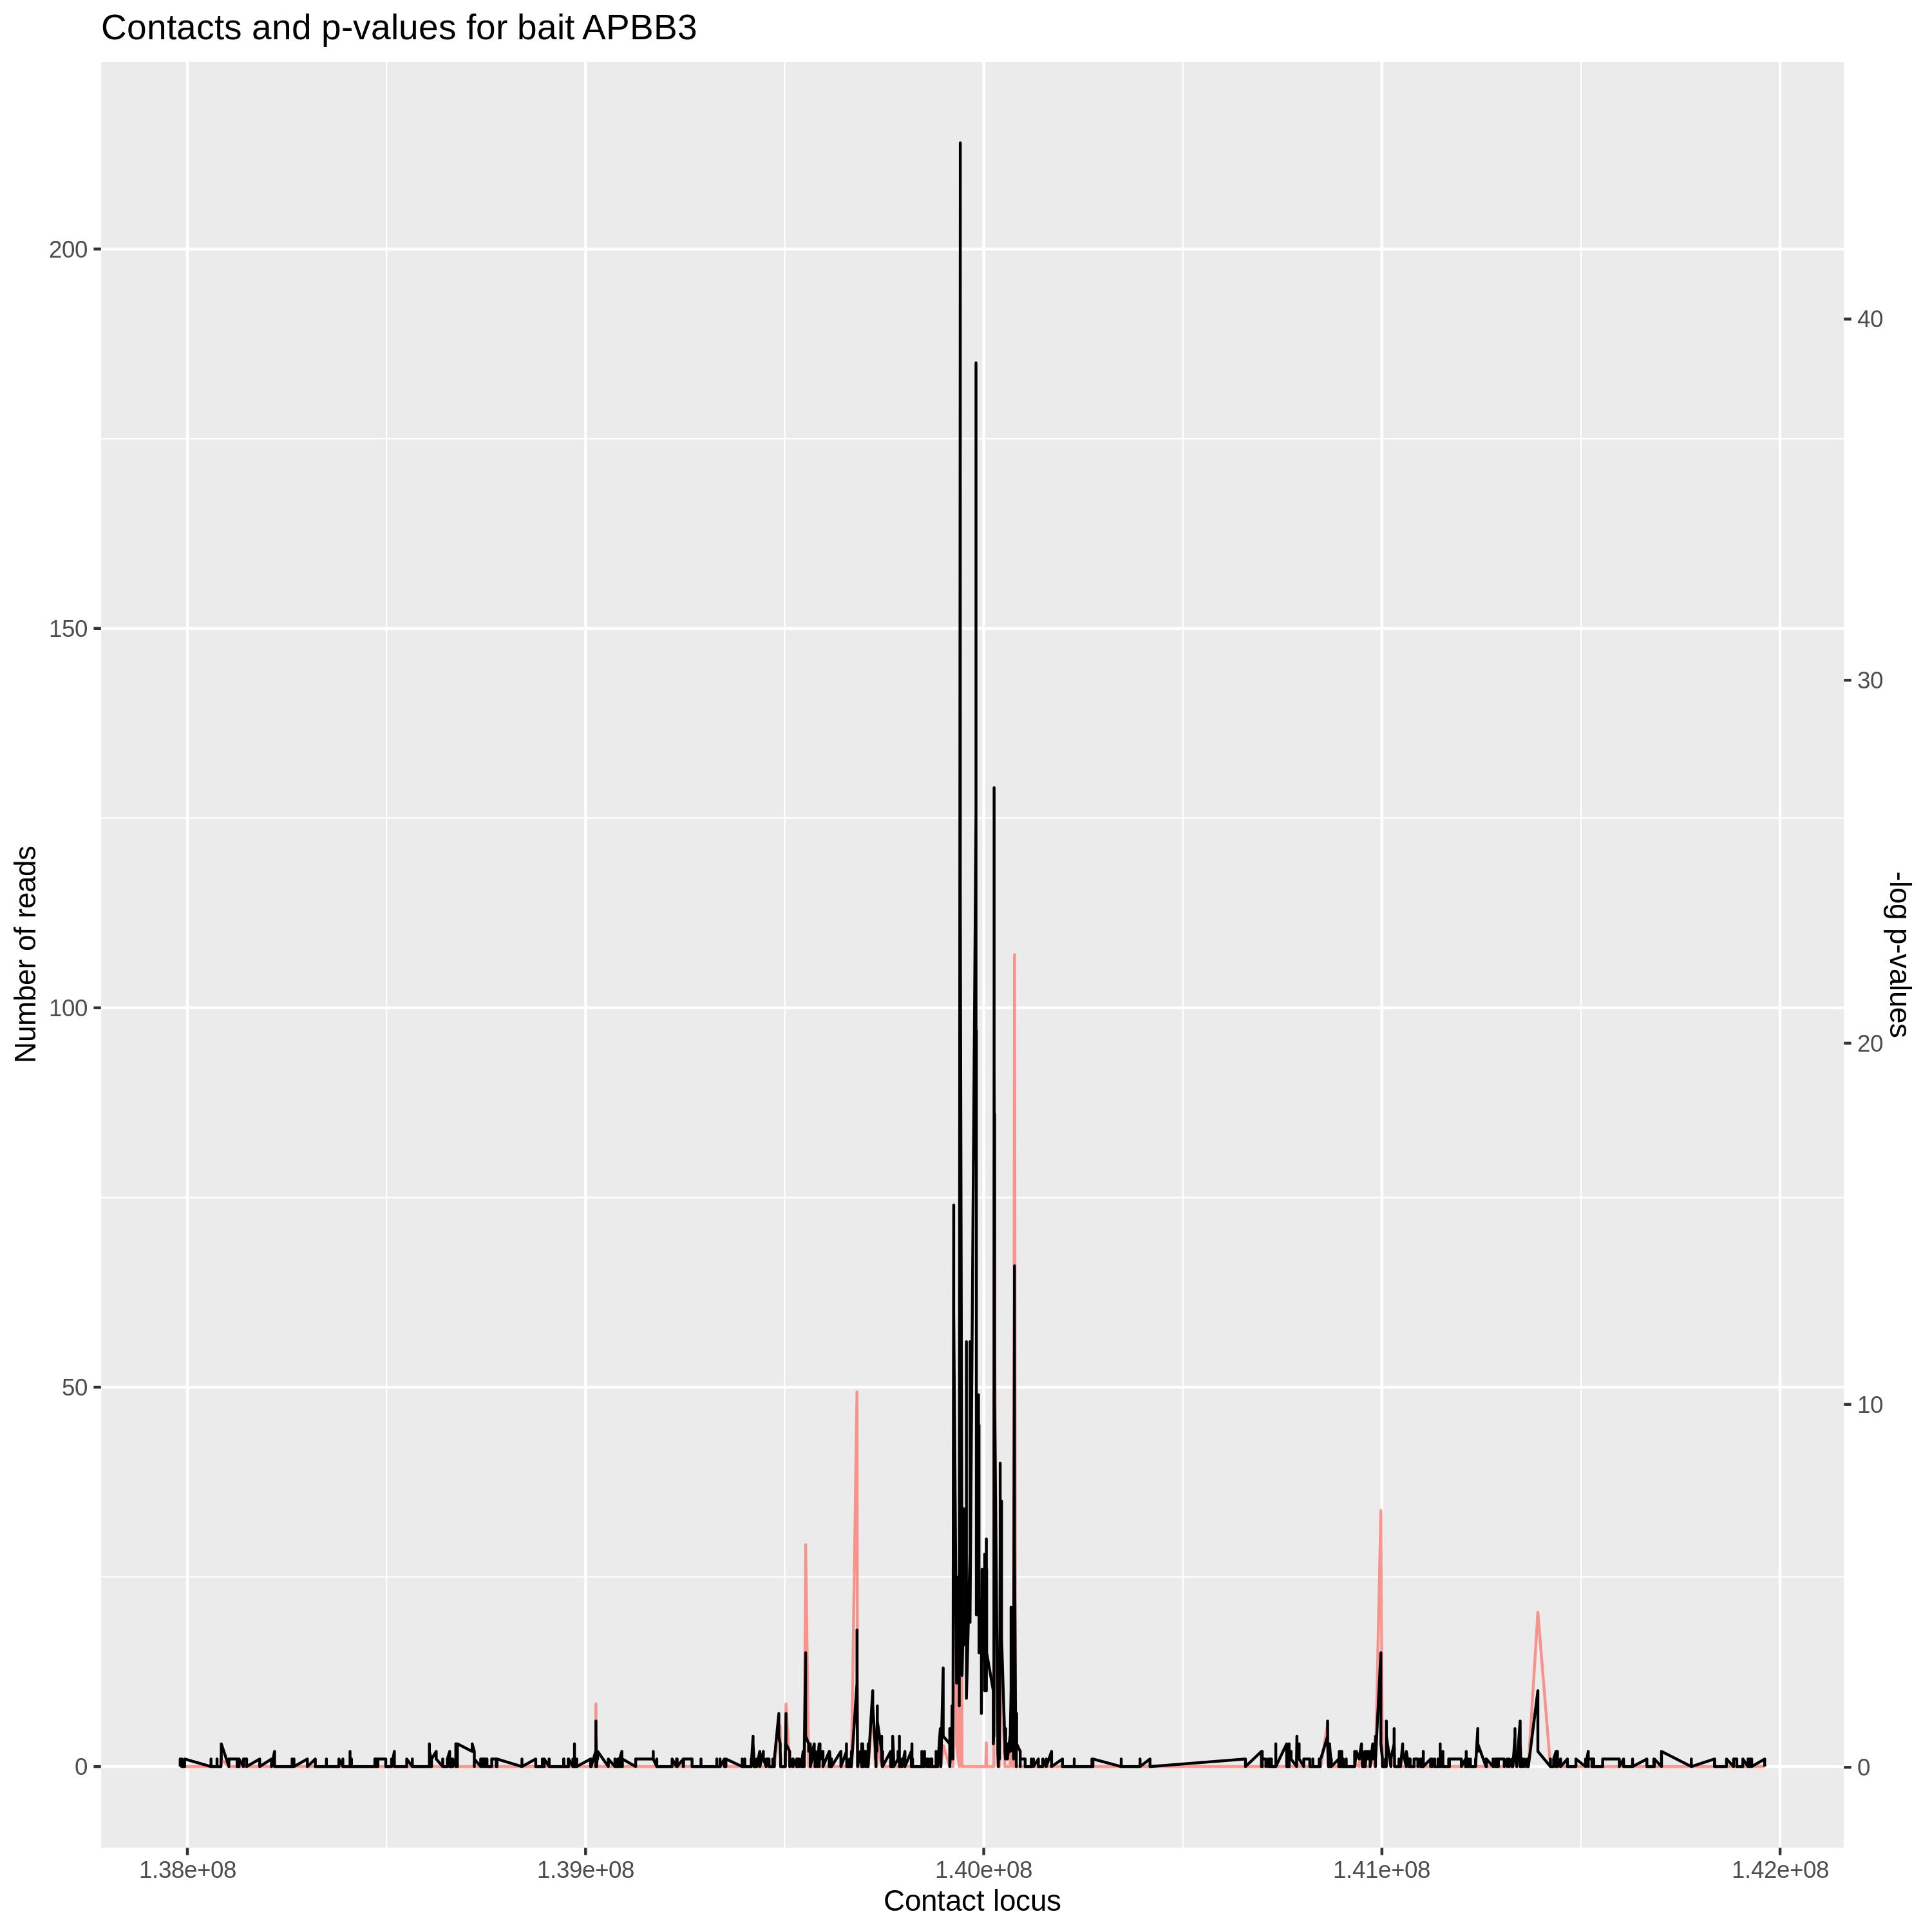 Contacts and p-values for bait APBB3
Number of reads
200
150
100
50
0
40
30
20
10
0
-log p-values
1.38e+08
1.39e+08
1.40e+08
1.41e+08
1.42e+08
Contact locus